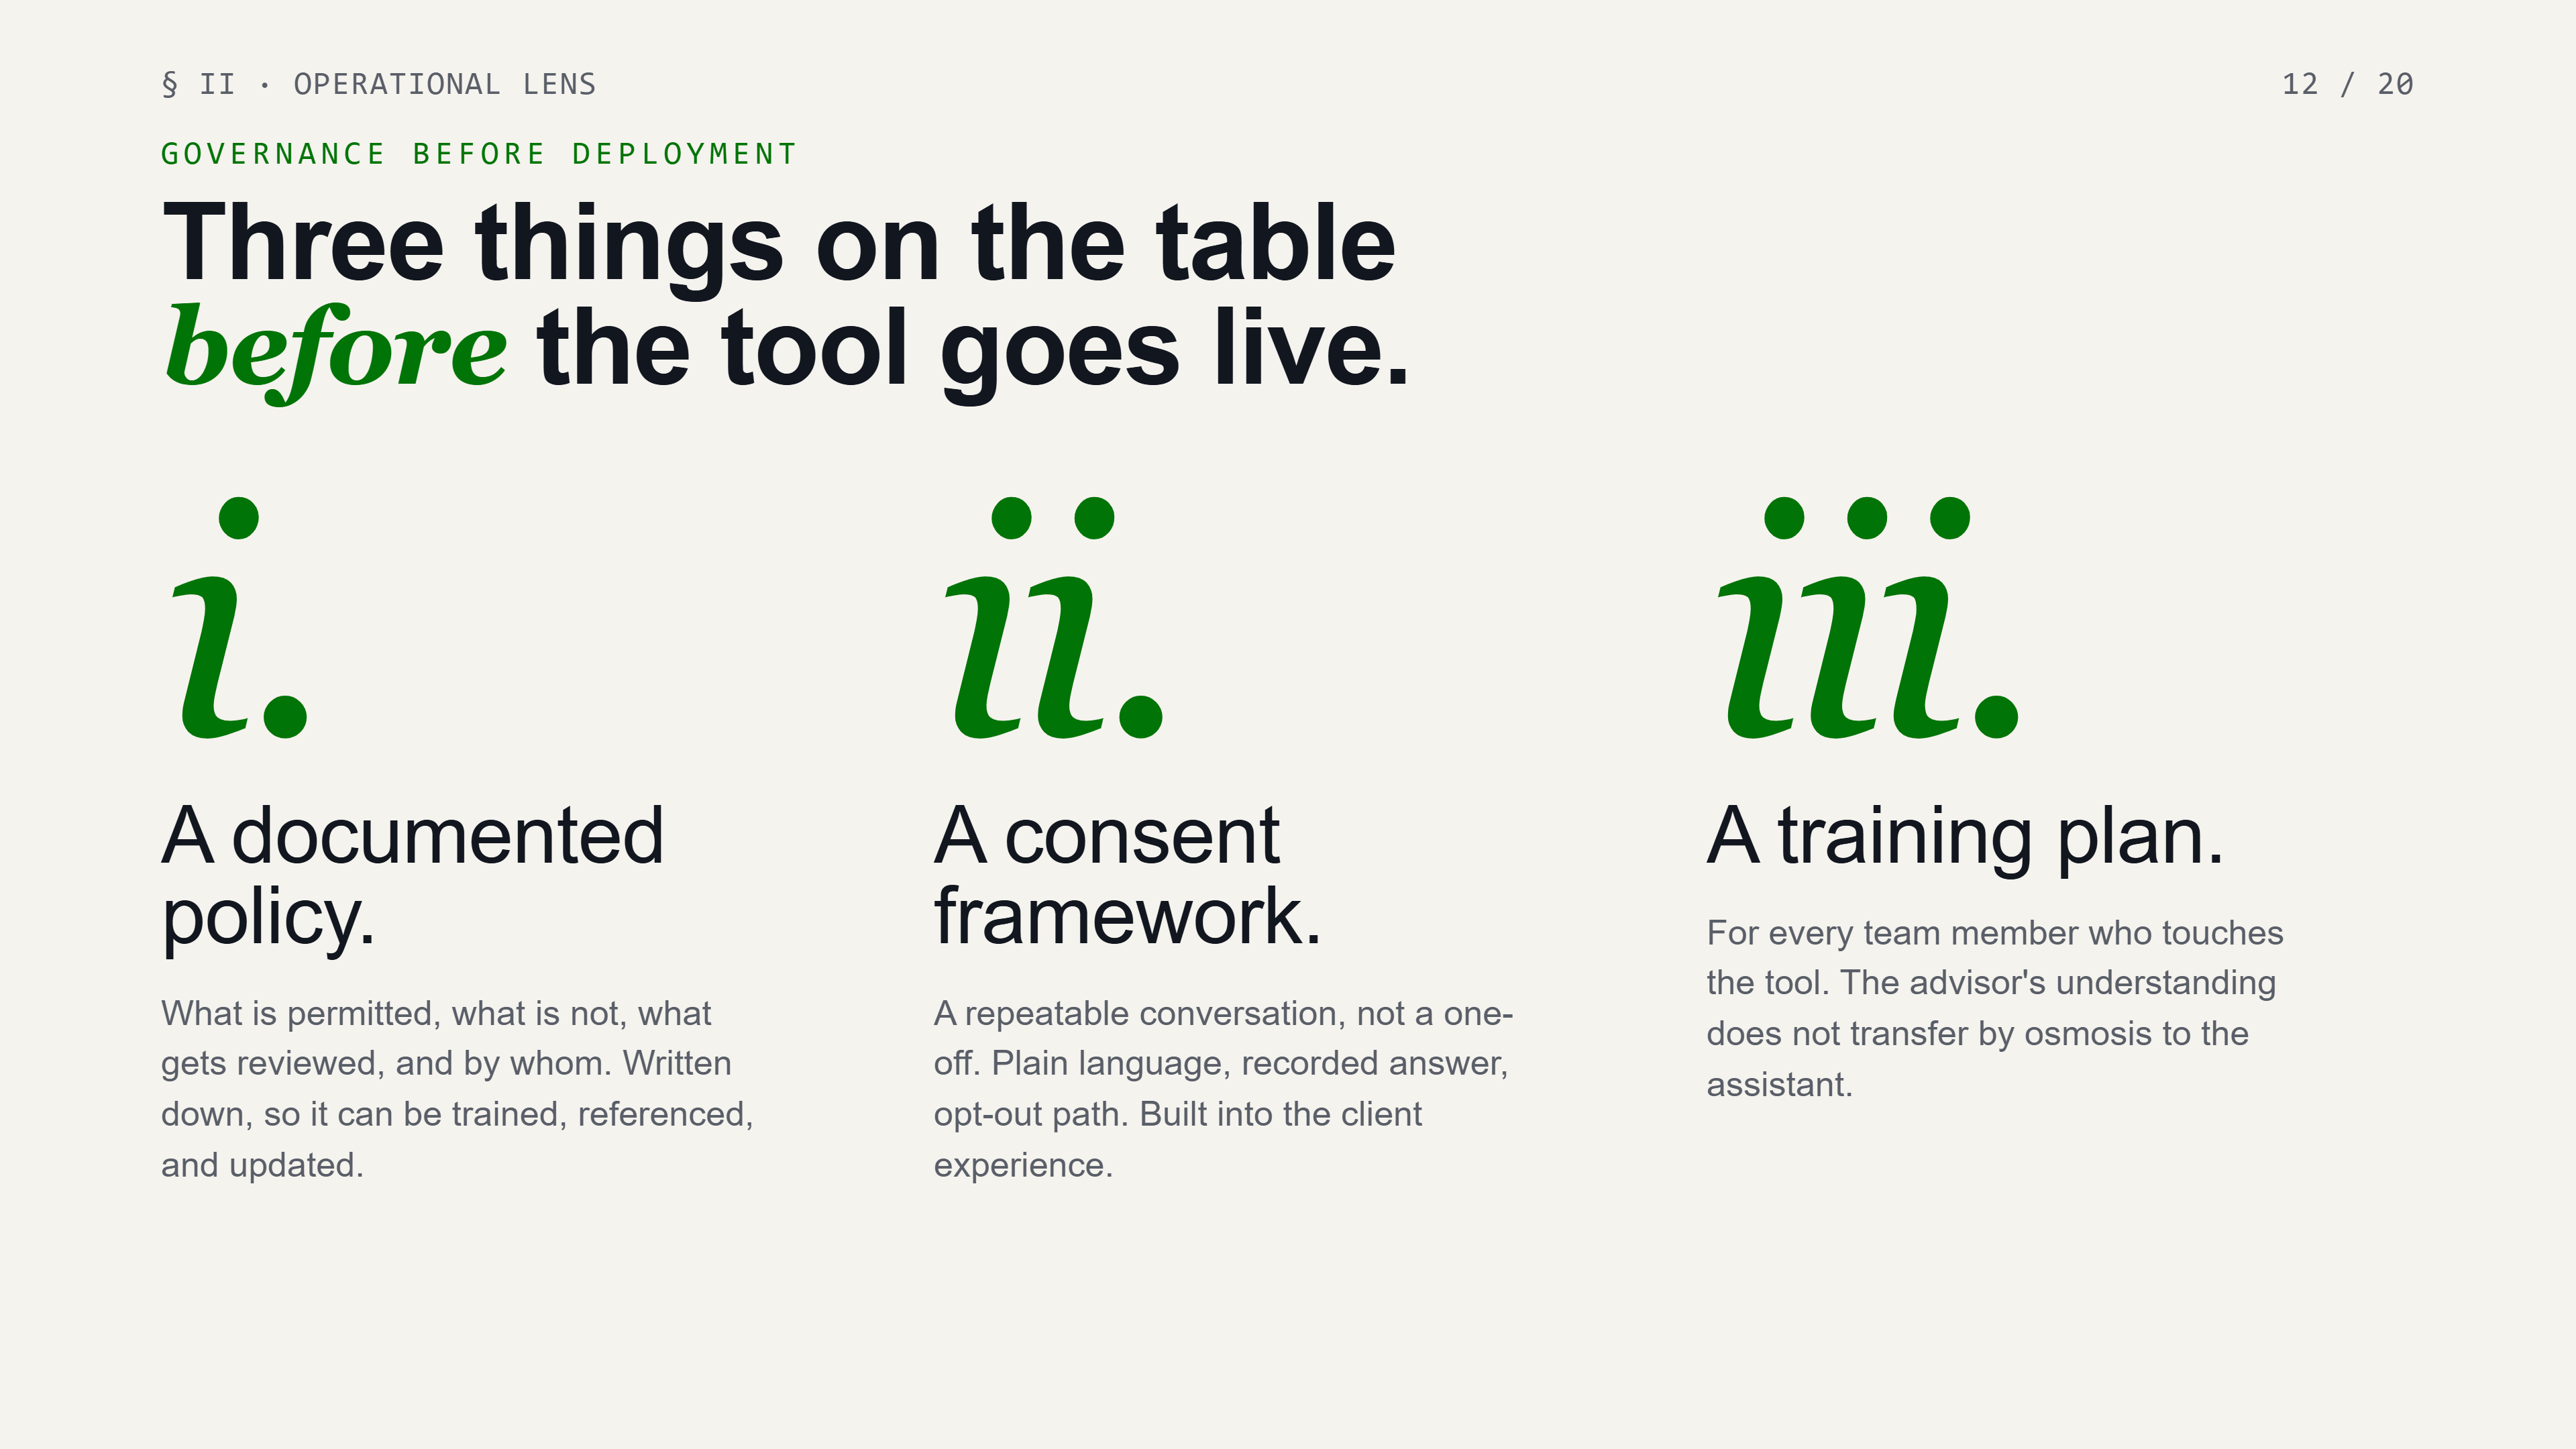 § II · OPERATIONAL LENS
12 / 20
GOVERNANCE BEFORE DEPLOYMENT
Three things on the table
before the tool goes live.
i.
A documented
policy.
What is permitted, what is not, what
gets reviewed, and by whom. Written
down, so it can be trained, referenced,
and updated.
ii.
A consent
framework.
A repeatable conversation, not a one-
off. Plain language, recorded answer,
opt-out path. Built into the client
experience.
iii.
A training plan.
For every team member who touches
the tool. The advisor's understanding
does not transfer by osmosis to the
assistant.